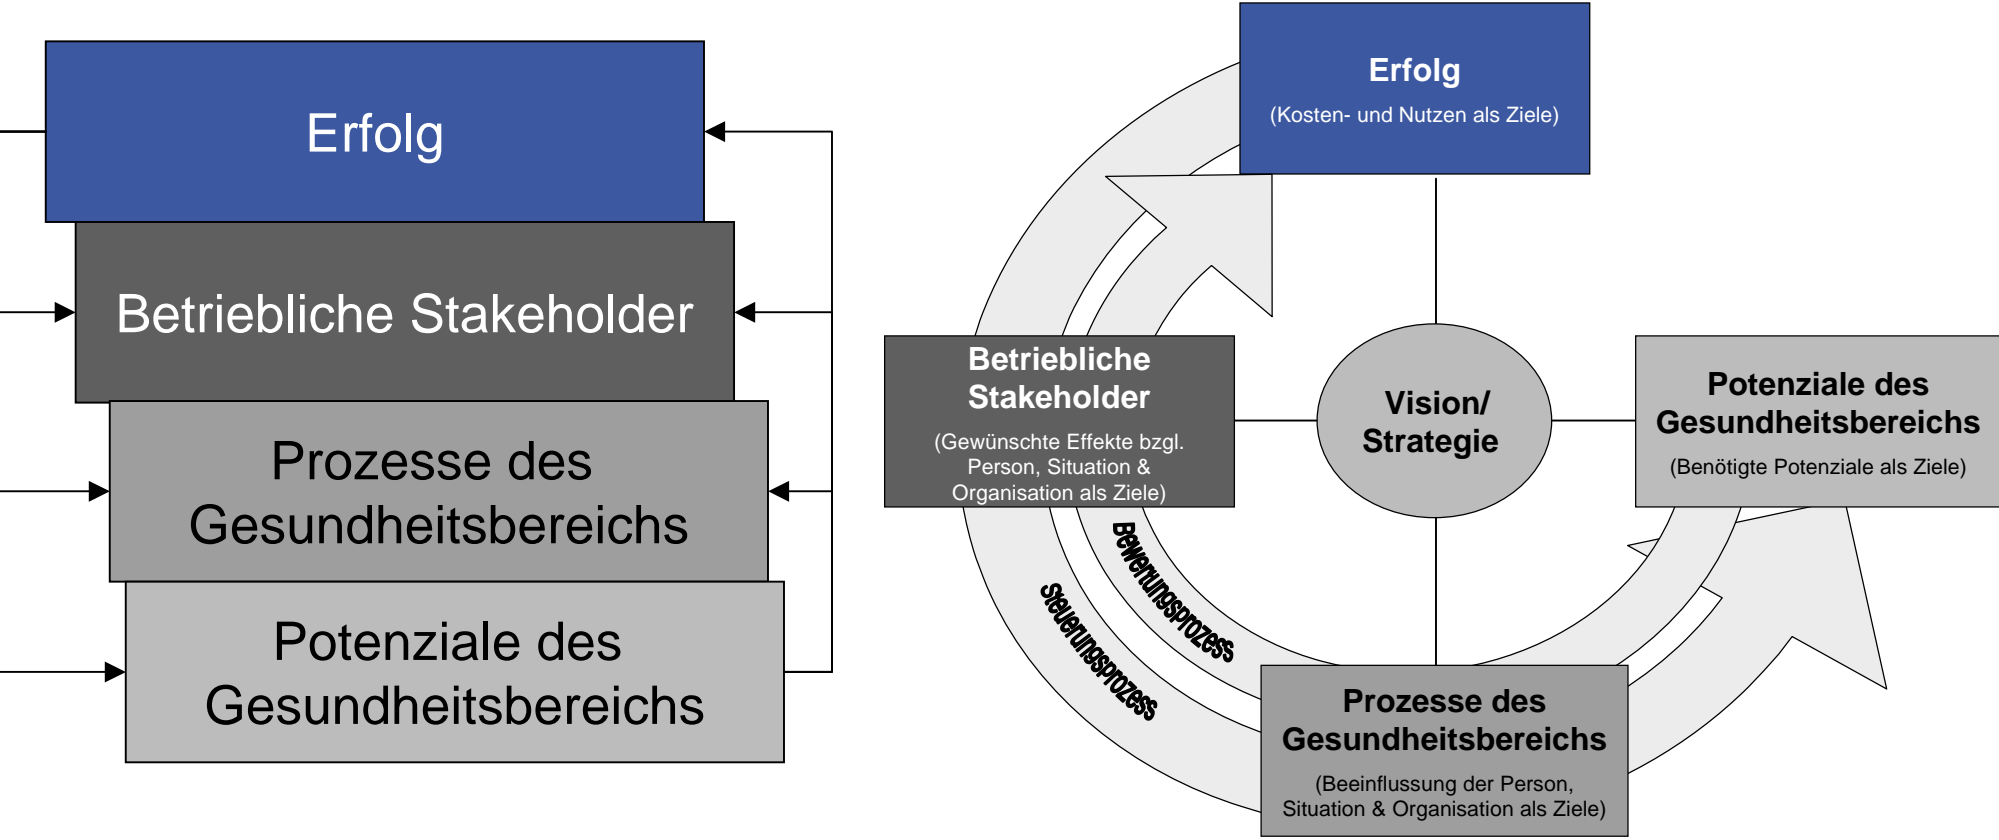 Erfolg
Betriebliche Stakeholder
Prozesse des
Gesundheitsbereichs
Potenziale des
Gesundheitsbereichs
Erfolg
(Kosten- und Nutzen als Ziele)
Betriebliche
Stakeholder
(Gewünschte Effekte bzgl.
Person, Situation &
Organisation als Ziele)
Vision/
Strategie
Potenziale des
Gesundheitsbereichs
(Benötigte Potenziale als Ziele)
Bewertungsprozess
Steuerungsprozess
Prozesse des
Gesundheitsbereichs
(Beeinflussung der Person,
Situation & Organisation als Ziele)